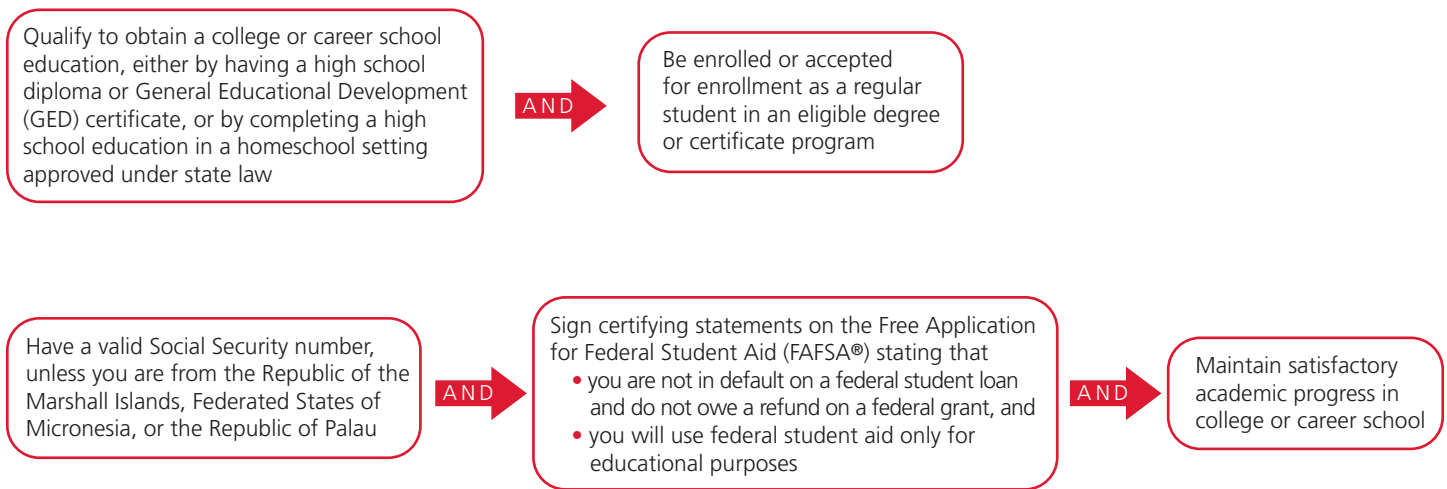 Qualify to obtain a college or career school
education, either by having a high school
diploma or General Educational Development
(GED) certificate, or by completing a high
school education in a homeschool setting
approved under state law
AND
Be enrolled or accepted
for enrollment as a regular
student in an eligible degree
or certificate program
Have a valid Social Security number,
unless you are from the Republic of the
Marshall Islands, Federated States of
Micronesia, or the Republic of Palau
AND
Sign certifying statements on the Free Application
for Federal Student Aid (FAFSA®) stating that
• you are not in default on a federal student loan
and do not owe a refund on a federal grant, and
• you will use federal student aid only for
educational purposes
AND
Maintain satisfactory
academic progress in
college or career school